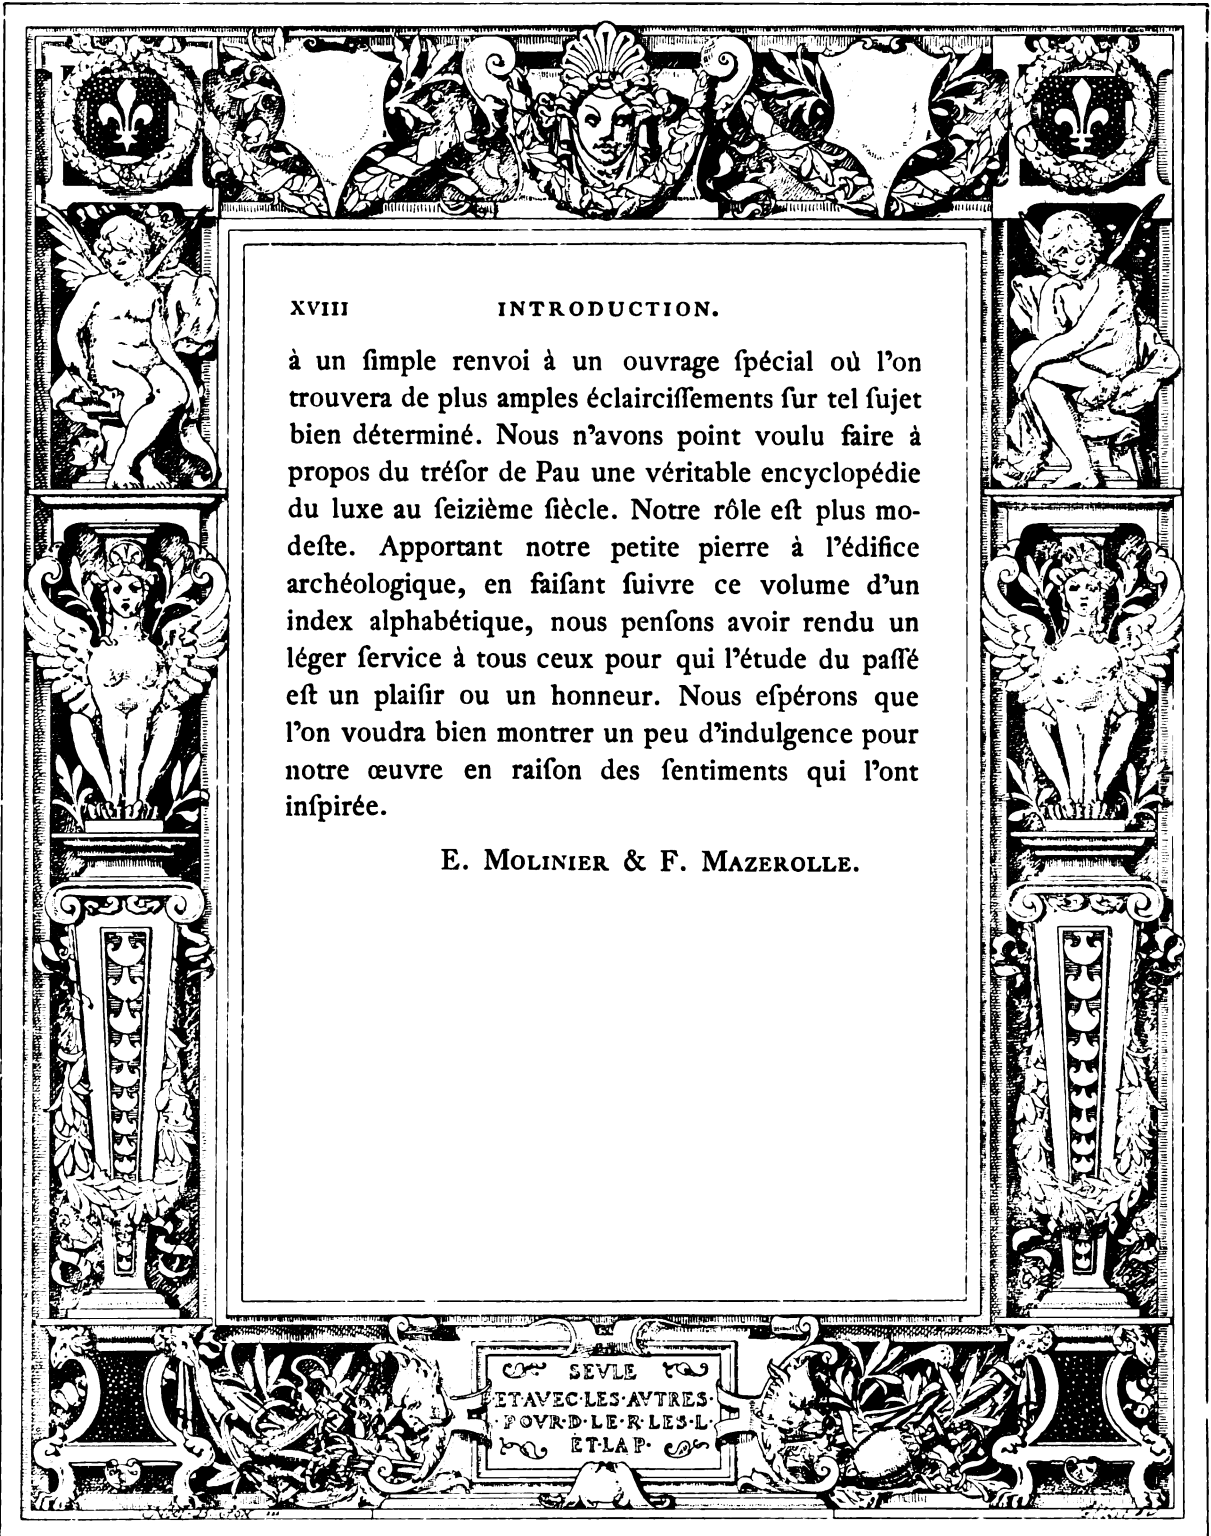 XVIII INTRODUCTION.
à un ſimple renvoi à un ouvrage ſpécial où l'on
trouvera de plus amples éclairciſſements ſur tel ſujet
bien déterminé. Nous n'avons point voulu faire à
propos du tréſor de Pau une véritable encyclopédie
du luxe au ſeizième ſiècle. Notre rôle eſt plus mo-
deſte. Apportant notre petite pierre à l'édifice
archéologique, en faiſant ſuivre ce volume d'un
index alphabétique, nous penſons avoir rendu un
léger ſervice à tous ceux pour qui l'étude du paſſé
eſt un plaiſir ou un honneur. Nous eſpérons que
l'on voudra bien montrer un peu d'indulgence pour
notre œuvre en raiſon des ſentiments qui l'ont
inſpirée.
E. MOLINIER & F. MAZEROLLE.
SEVLE
ET·AVEC·LES·AVTRES·
·POVR·D·LE·R·LES·L·
ET·LA P·